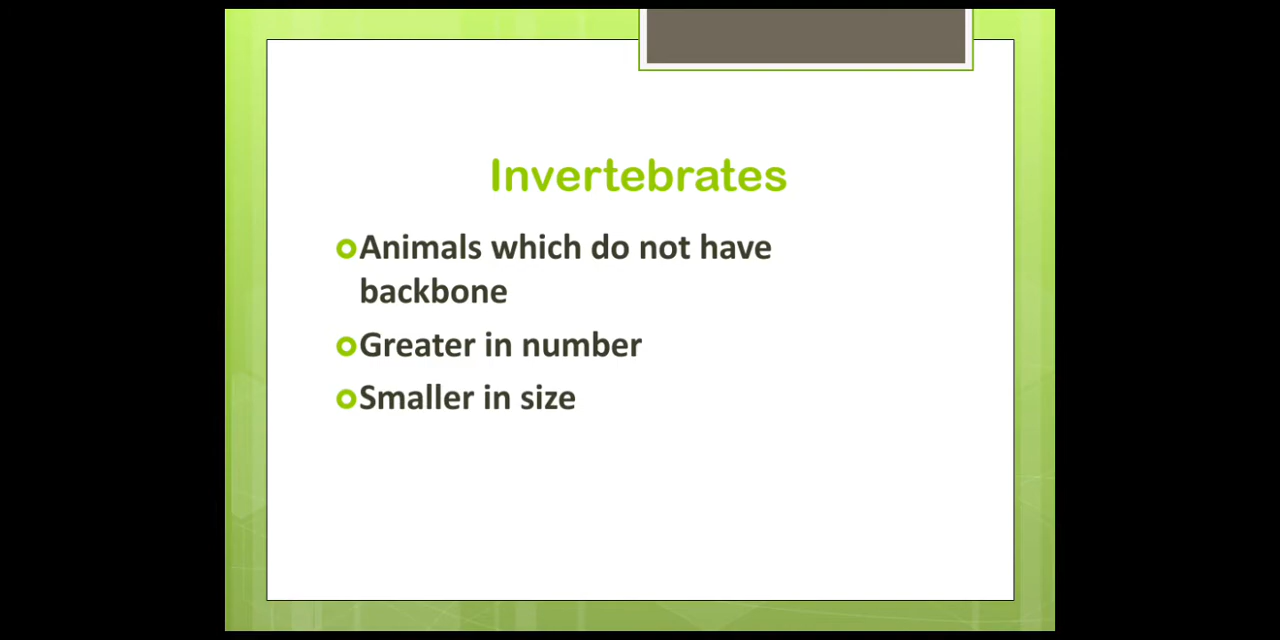 Invertebrates
Animals which do not have
backbone
Greater in number
Smaller in size